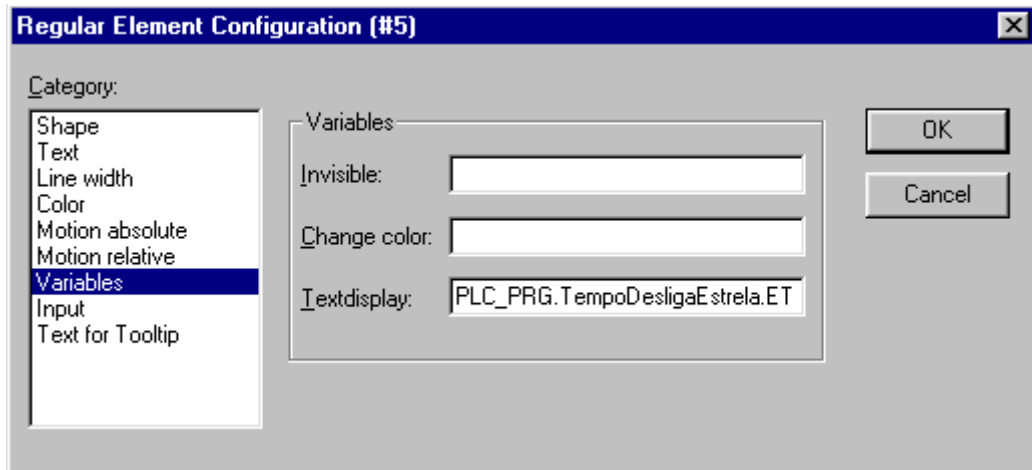 Regular Element Configuration (#5)
Category:
Shape
Text
Line width
Color
Motion absolute
Motion relative
Variables
Input
Text for Tooltip
Variables
Invisible:
Change color:
Textdisplay: PLC_PRG.TempoDesligaEstrela.ET
OK
Cancel